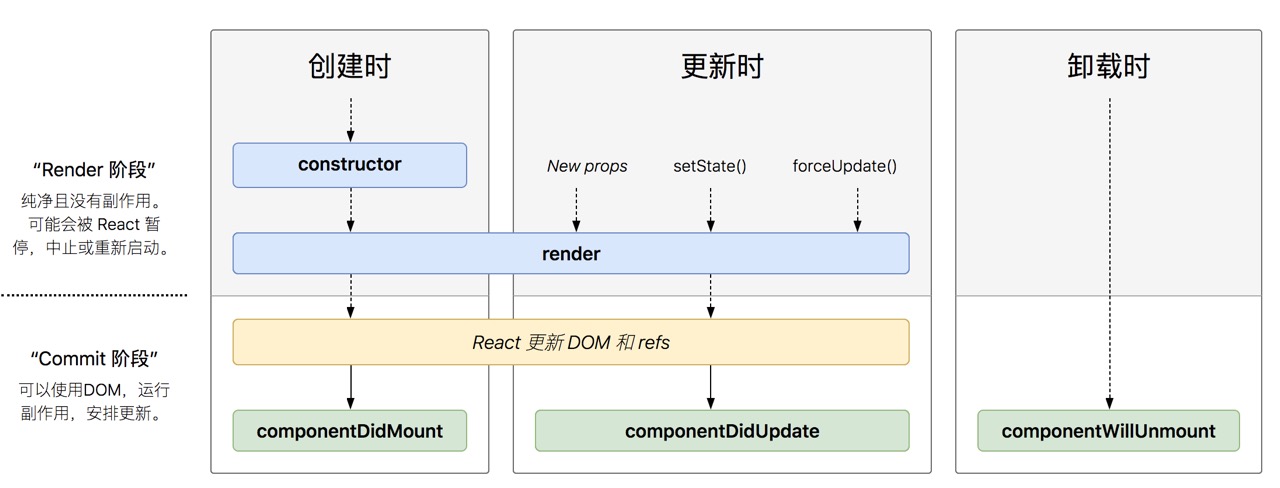 创建时
更新时
卸载时
“Render 阶段”
纯净且没有副作用。
可能会被 React 暂
停，中止或重新启动。
constructor
New props
setState()
forceUpdate()
render
“Commit 阶段”
可以使用DOM，运行
副作用，安排更新。
React 更新 DOM 和 refs
componentDidMount
componentDidUpdate
componentWillUnmount